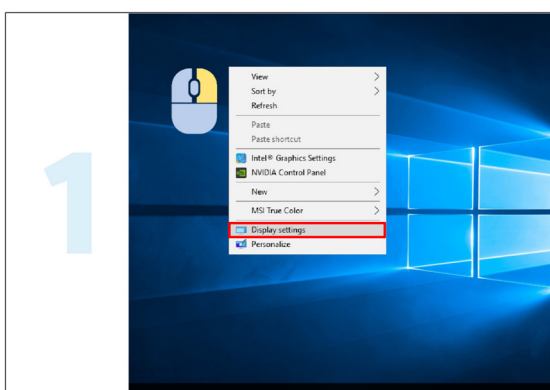 1
View
Sort by
Refresh
Paste
Paste shortcut
Intel® Graphics Settings
NVIDIA Control Panel
New
MSI True Color
Display settings
Personalize